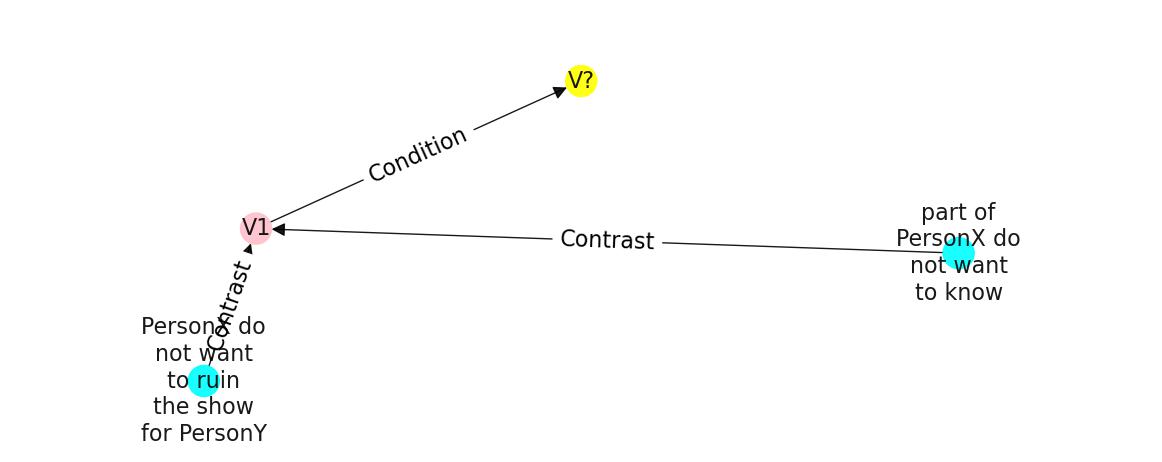 V?
Condition
part of
PersonX do
not want
to know
V1
Contrast
Contrast
PersonX do
not want
to ruin
the show
for PersonY